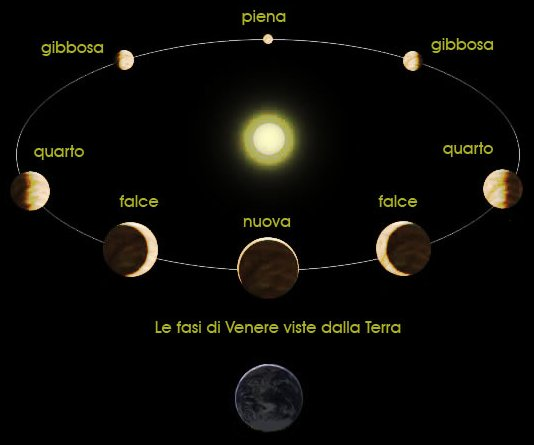 piena
gibbosa
gibbosa
quarto
quarto
falce
falce
nuova
Le fasi di Venere viste dalla Terra